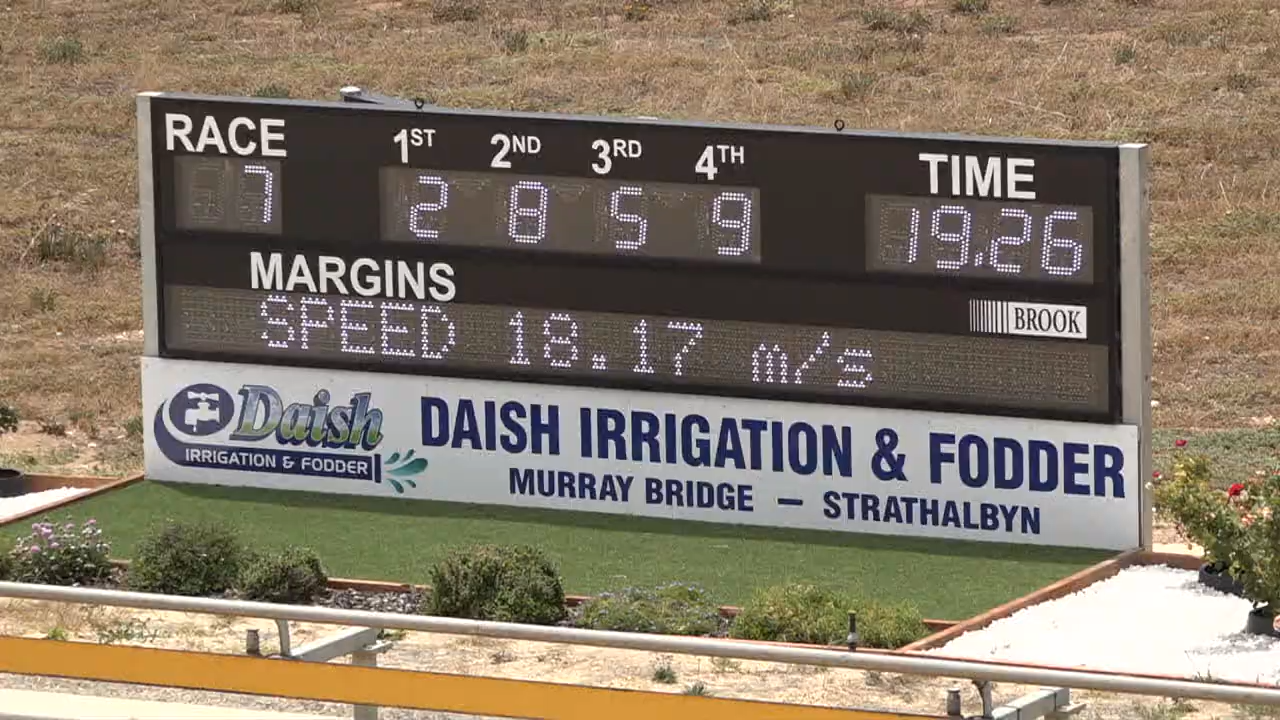 RACE 1ST 2ND 3RD 4TH TIME
7 2 8 5 9 19.26
MARGINS
BROOK
SPEED 18.17 m/s
Daish
IRRIGATION & FODDER
DAISH IRRIGATION & FODDER
MURRAY BRIDGE – STRATHALBYN